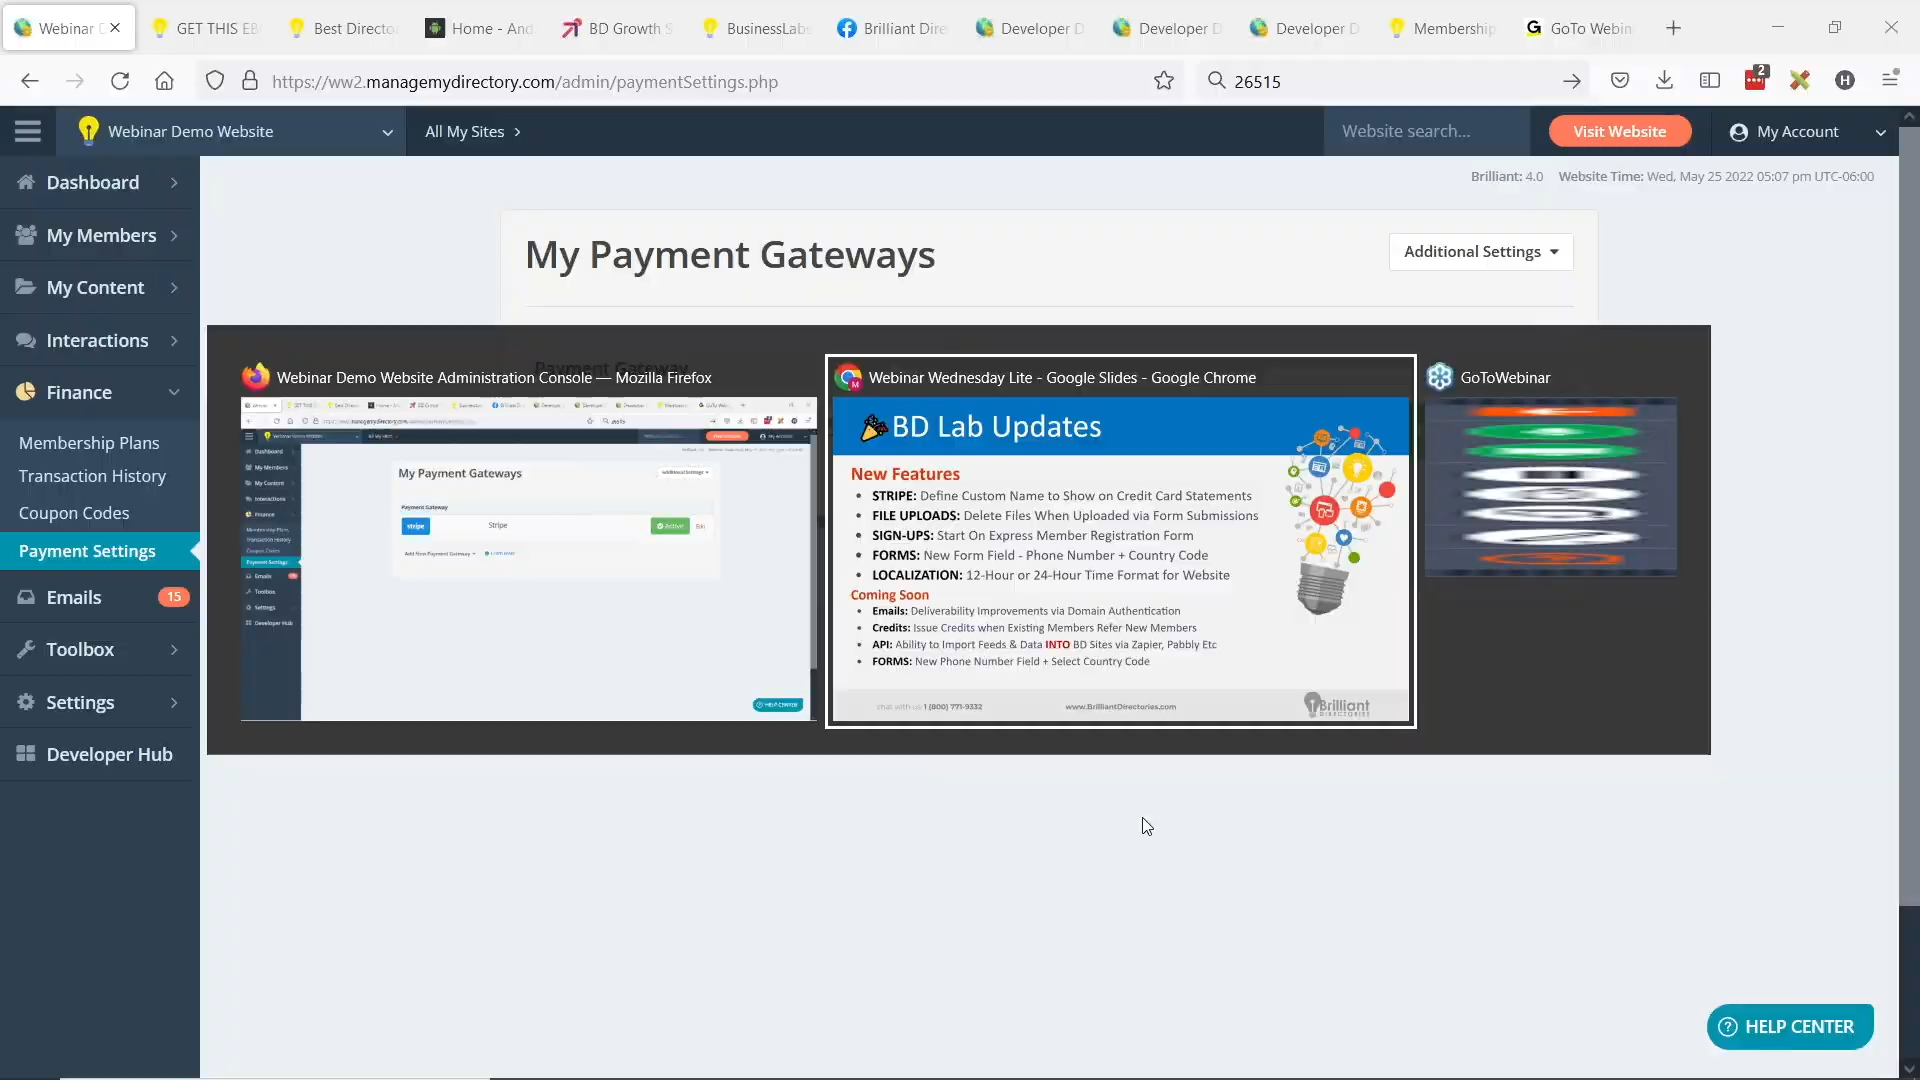 Webinar D
GET THIS EB
Best Directo
Home - And
BD Growth S
BusinessLabs
Brilliant Dire
Developer D
Developer D
Developer D
Membership
G GoTo Webin
https://ww2.managemydirectory.com/admin/paymentSettings.php
26515
2
H
Webinar Demo Website
All My Sites
Website search...
Visit Website
My Account
Brilliant: 4.0 Website Time: Wed, May 25 2022 05:07 pm UTC-06:00
Dashboard
My Members
My Content
Interactions
Finance
Membership Plans
Transaction History
Coupon Codes
Payment Settings
Emails
15
Toolbox
Settings
Developer Hub
My Payment Gateways
Additional Settings
Payment Gateway
Webinar Demo Website Administration Console — Mozilla Firefox
My Payment Gateways
Additional Settings
Payment Gateway
stripe
Stripe
Active
Edit
Add New Payment Gateway
HELP CENTER
Webinar Wednesday Lite - Google Slides - Google Chrome
BD Lab Updates
New Features
• STRIPE: Define Custom Name to Show on Credit Card Statements
• FILE UPLOADS: Delete Files When Uploaded via Form Submissions
• SIGN-UPS: Start On Express Member Registration Form
• FORMS: New Form Field - Phone Number + Country Code
• LOCALIZATION: 12-Hour or 24-Hour Time Format for Website
Coming Soon
• Emails: Deliverability Improvements via Domain Authentication
• Credits: Issue Credits when Existing Members Refer New Members
• API: Ability to Import Feeds & Data INTO BD Sites via Zapier, Pabbly Etc
• FORMS: New Phone Number Field + Select Country Code
chat with us 1 (800) 771-9332
www.BrilliantDirectories.com
Brilliant
DIRECTORIES
GoToWebinar
HELP CENTER